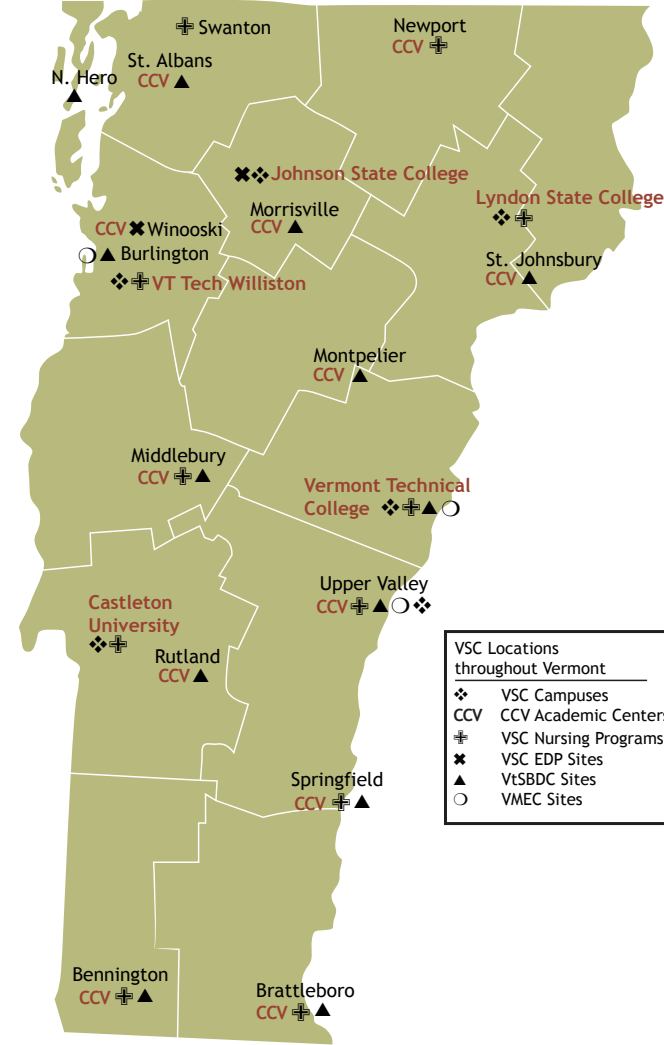 Swanton
Newport
CCV
St. Albans
CCV
N. Hero
Johnson State College
Lyndon State College
Morrisville
CCV
CCV Winooski
Burlington
St. Johnsbury
CCV
VT Tech Williston
Montpelier
CCV
Middlebury
CCV
Vermont Technical
College
Upper Valley
CCV
Castleton
University
Rutland
CCV
VSC Locations
throughout Vermont
VSC Campuses
CCV CCV Academic Centers
VSC Nursing Programs
VSC EDP Sites
VtSBDC Sites
VMEC Sites
Springfield
CCV
Bennington
CCV
Brattleboro
CCV